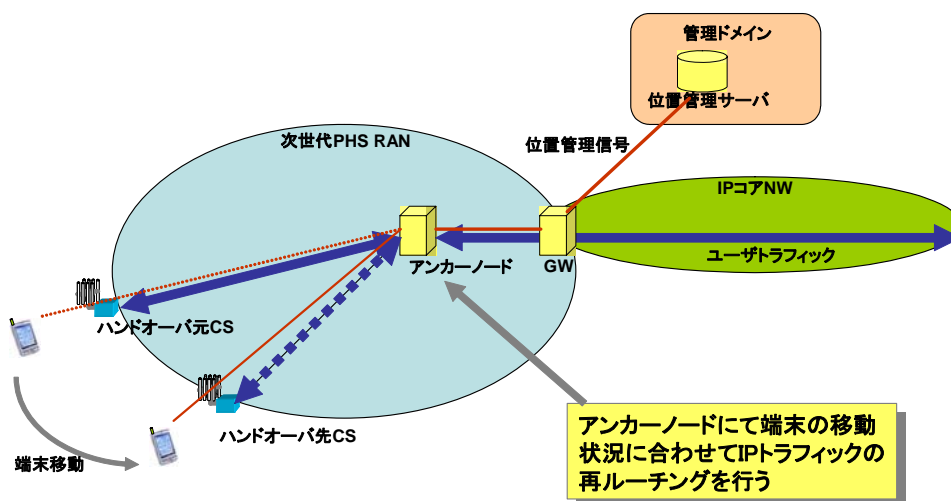 管理ドメイン
位置管理サーバ
位置管理信号
次世代PHS RAN
IPコアNW
アンカーノード
GW
ユーザトラフィック
ハンドオーバ元CS
ハンドオーバ先CS
端末移動
アンカーノードにて端末の移動
状況に合わせてIPトラフィックの
再ルーチングを行う